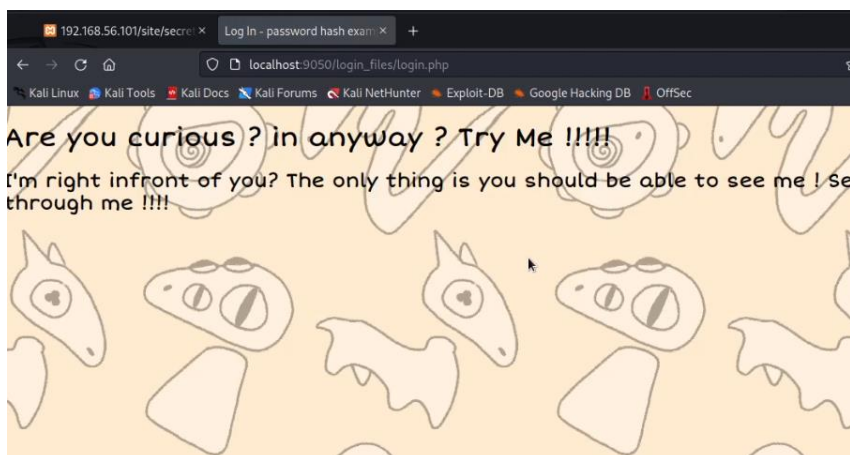 192.168.56.101/site/secret
Log In - password hash exam
localhost:9050/login_files/login.php
Kali Linux Kali Tools Kali Docs Kali Forums Kali NetHunter Exploit-DB Google Hacking DB OffSec
Are you curious ? in anyway ? Try Me !!!!!
I'm right infront of you? The only thing is you should be able to see me ! Se
through me !!!!